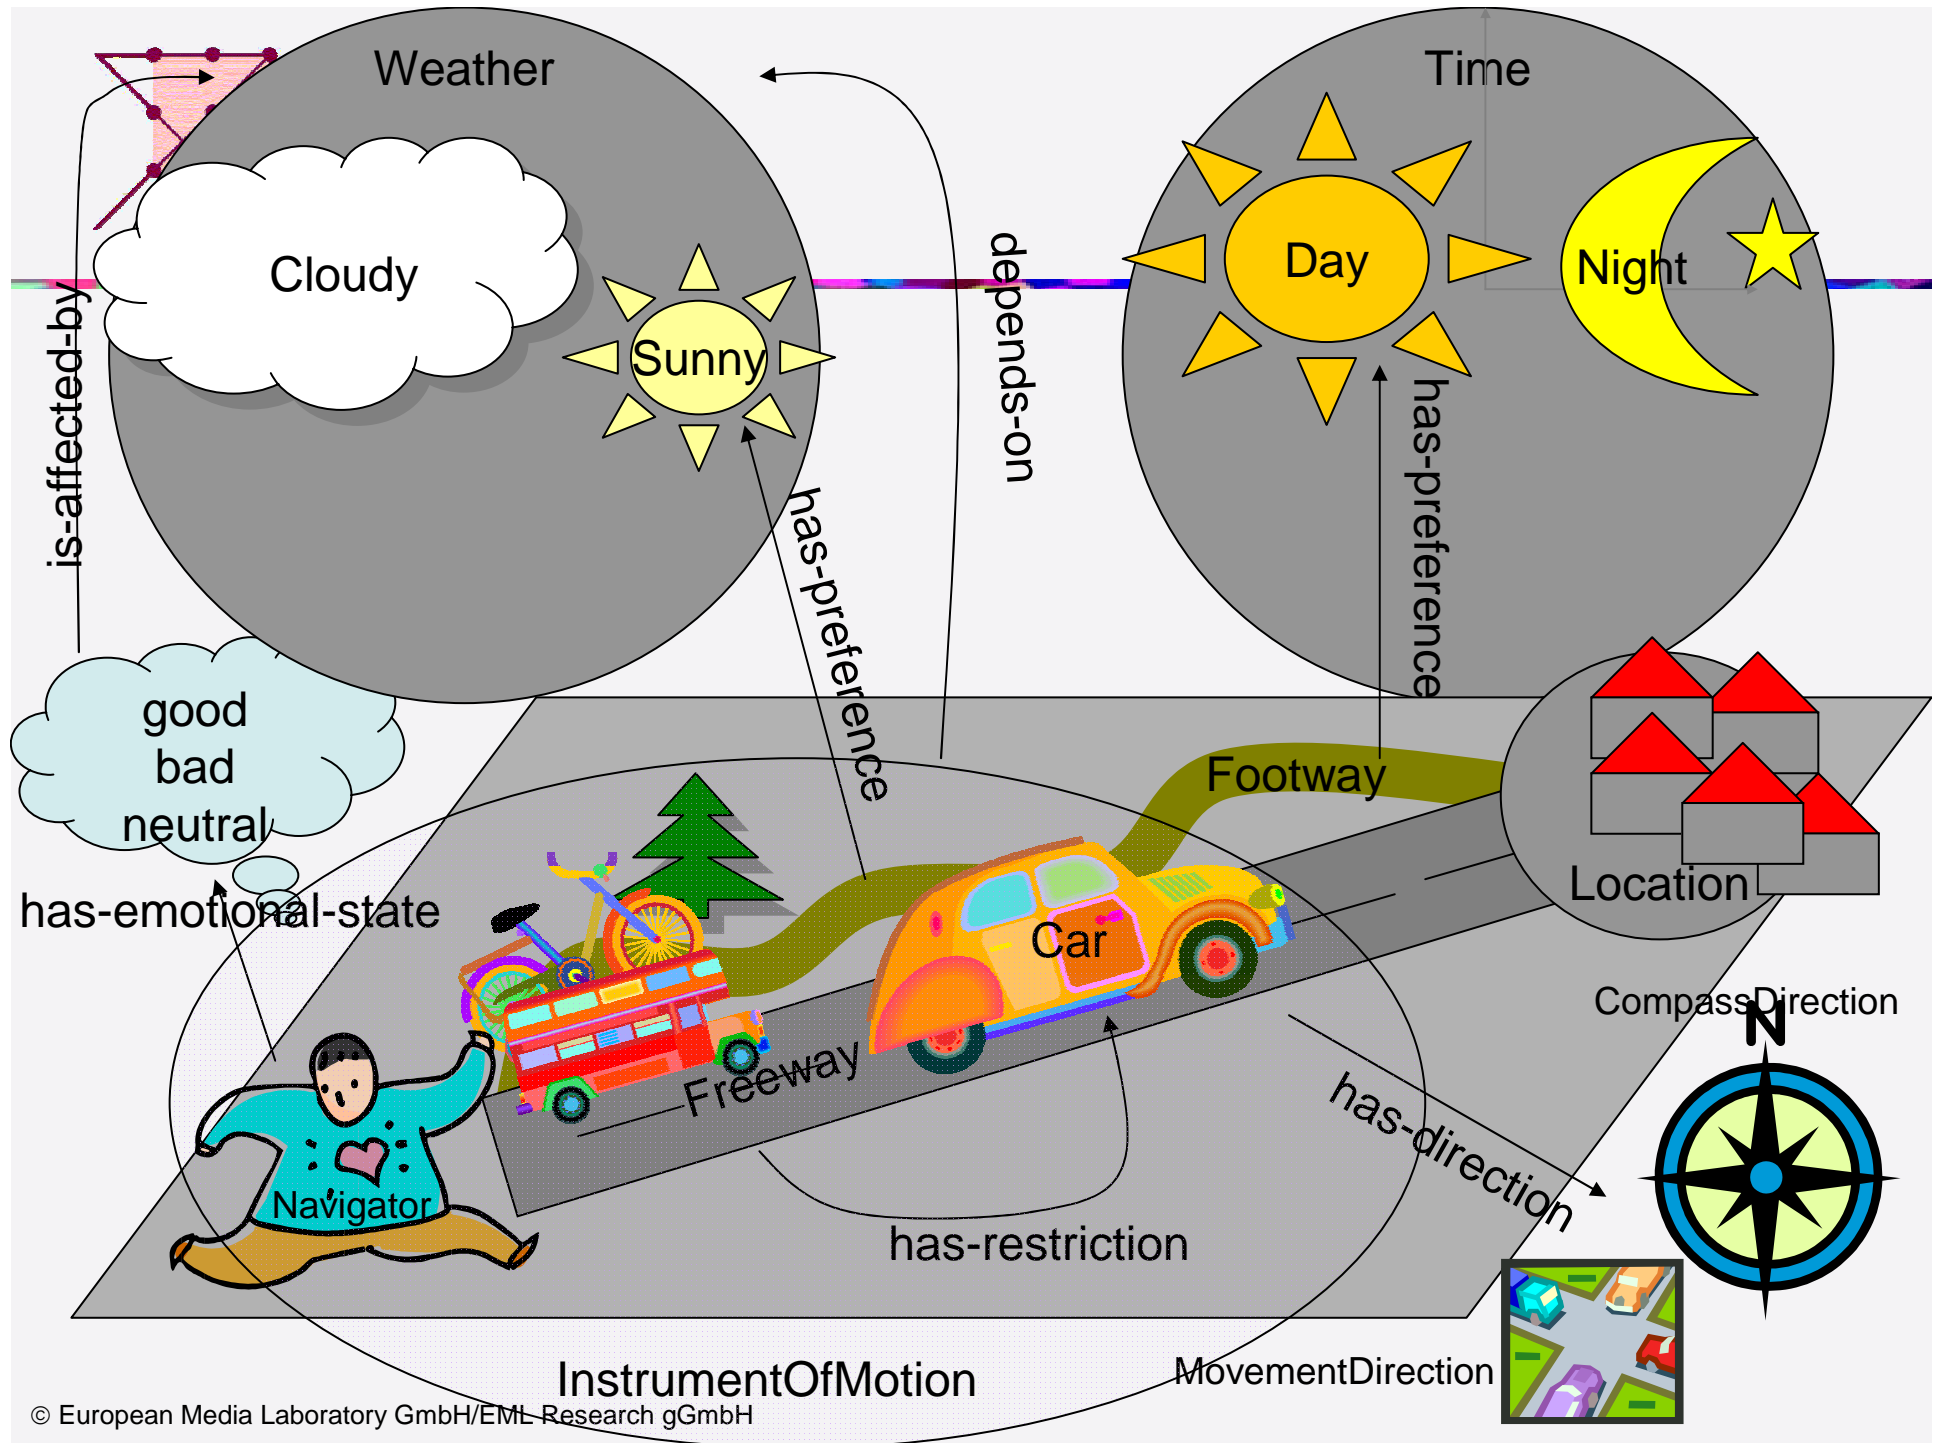 Weather
Time
Cloudy
Sunny
Day
Night
is-affected-by
depends-on
has-preference
has-preference
good
bad
neutral
has-emotional-state
Footway
Car
Location
Freeway
CompassDirection
N
has-direction
Navigator
has-restriction
InstrumentOfMotion
MovementDirection
© European Media Laboratory GmbH/EML Research gGmbH